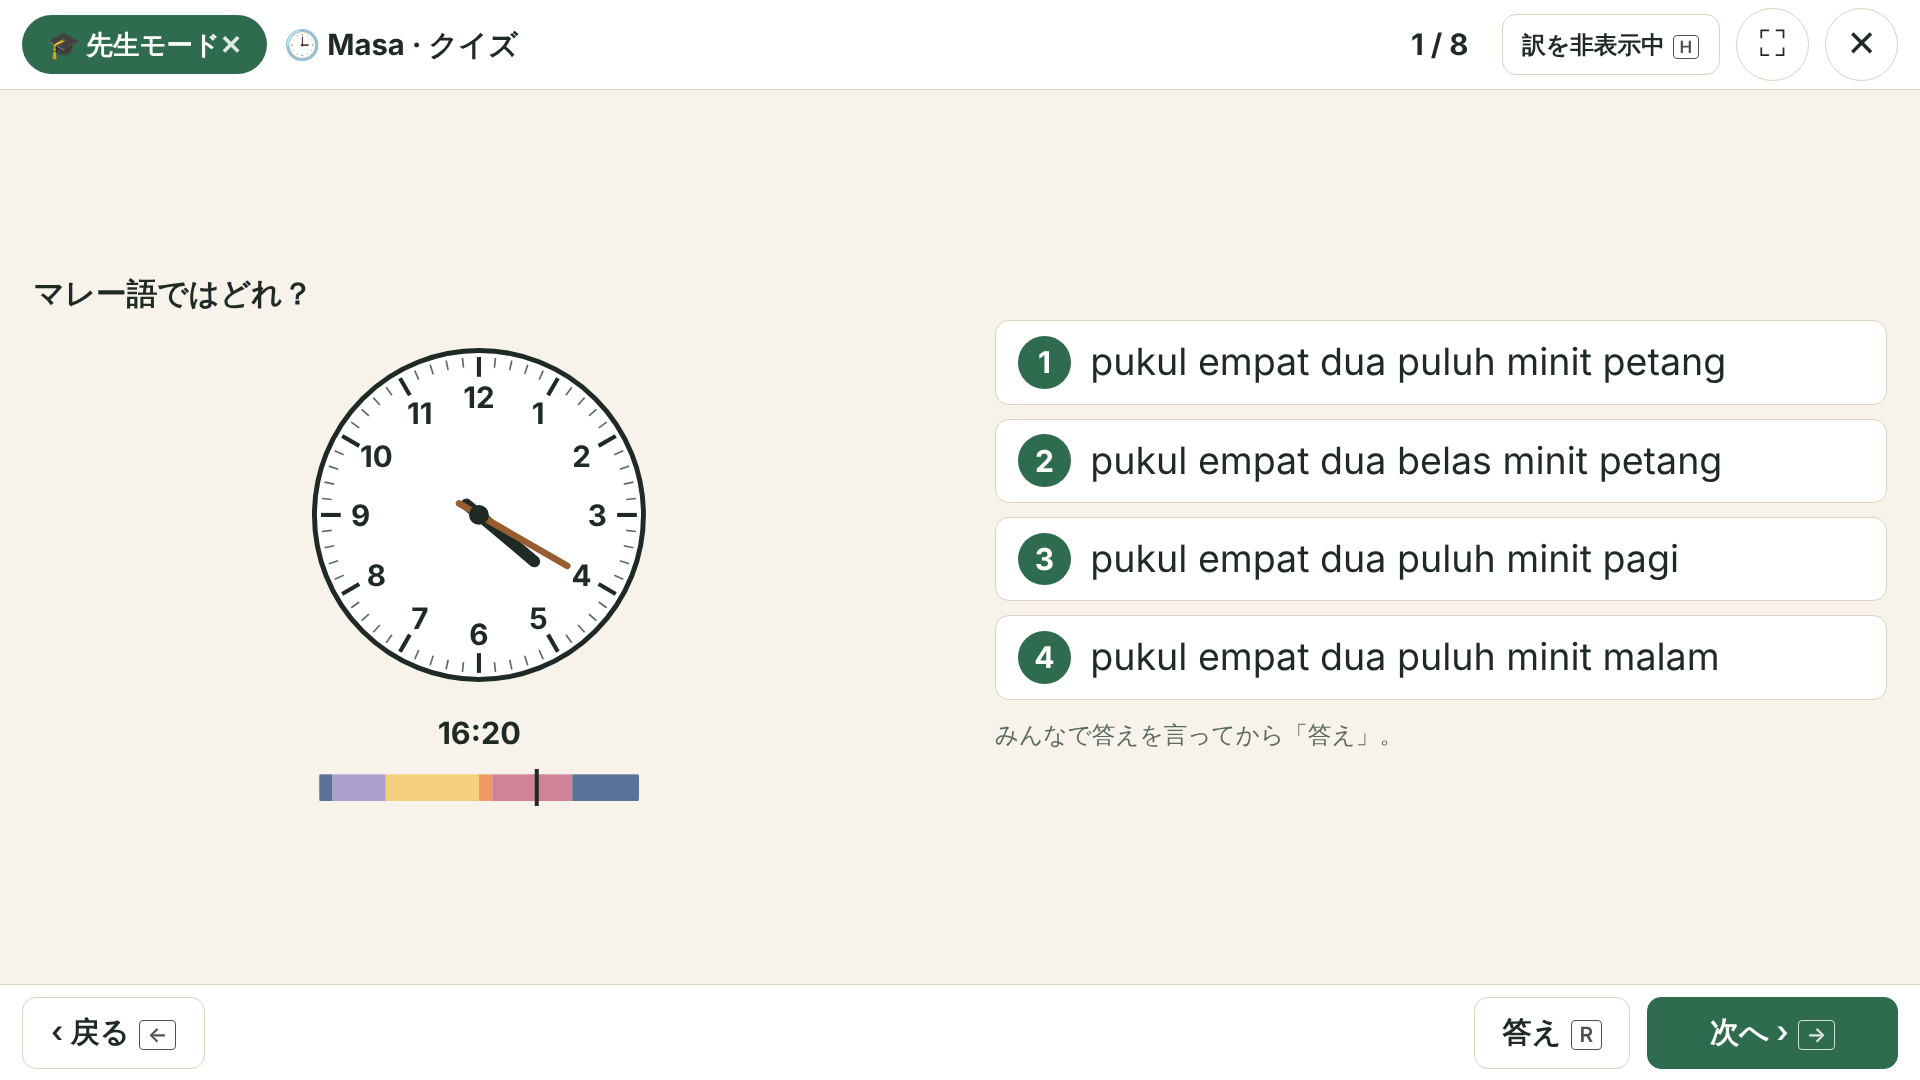 🎓 先生モード✕
🕒 Masa · クイズ
1 / 8
訳を非表示中 H
✕
マレー語ではどれ？
12
1
2
3
4
5
6
7
8
9
10
11
16:20
1 pukul empat dua puluh minit petang
2 pukul empat dua belas minit petang
3 pukul empat dua puluh minit pagi
4 pukul empat dua puluh minit malam
みんなで答えを言ってから「答え」。
‹ 戻る ←
答え R
次へ › →